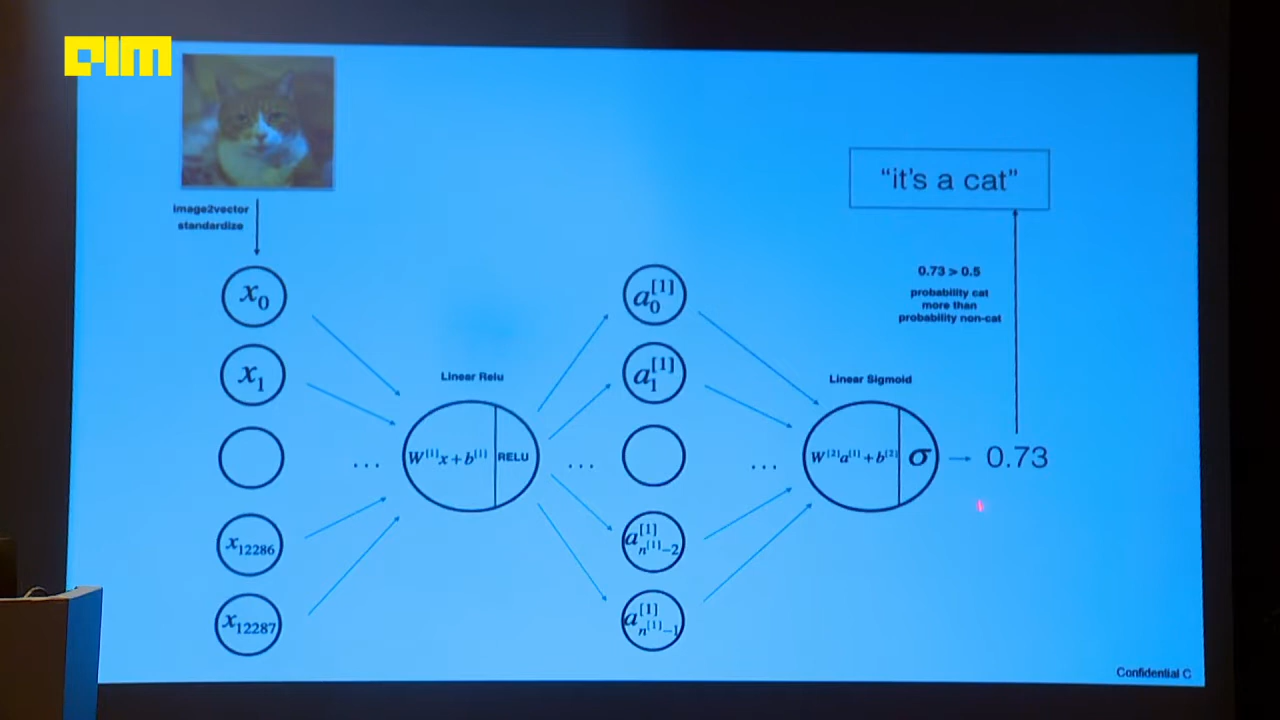 AIM
image2vector
standardize
x0
x1
x12286
x12287
Linear Relu
W[1]x+b[1] RELU
...
...
a0[1]
a1[1]
an[1]−2[1]
an[1]−1[1]
...
Linear Sigmoid
W[2]a[1]+b[2] σ
0.73
0.73 > 0.5
probability cat
more than
probability non-cat
“it’s a cat”
Confidential C